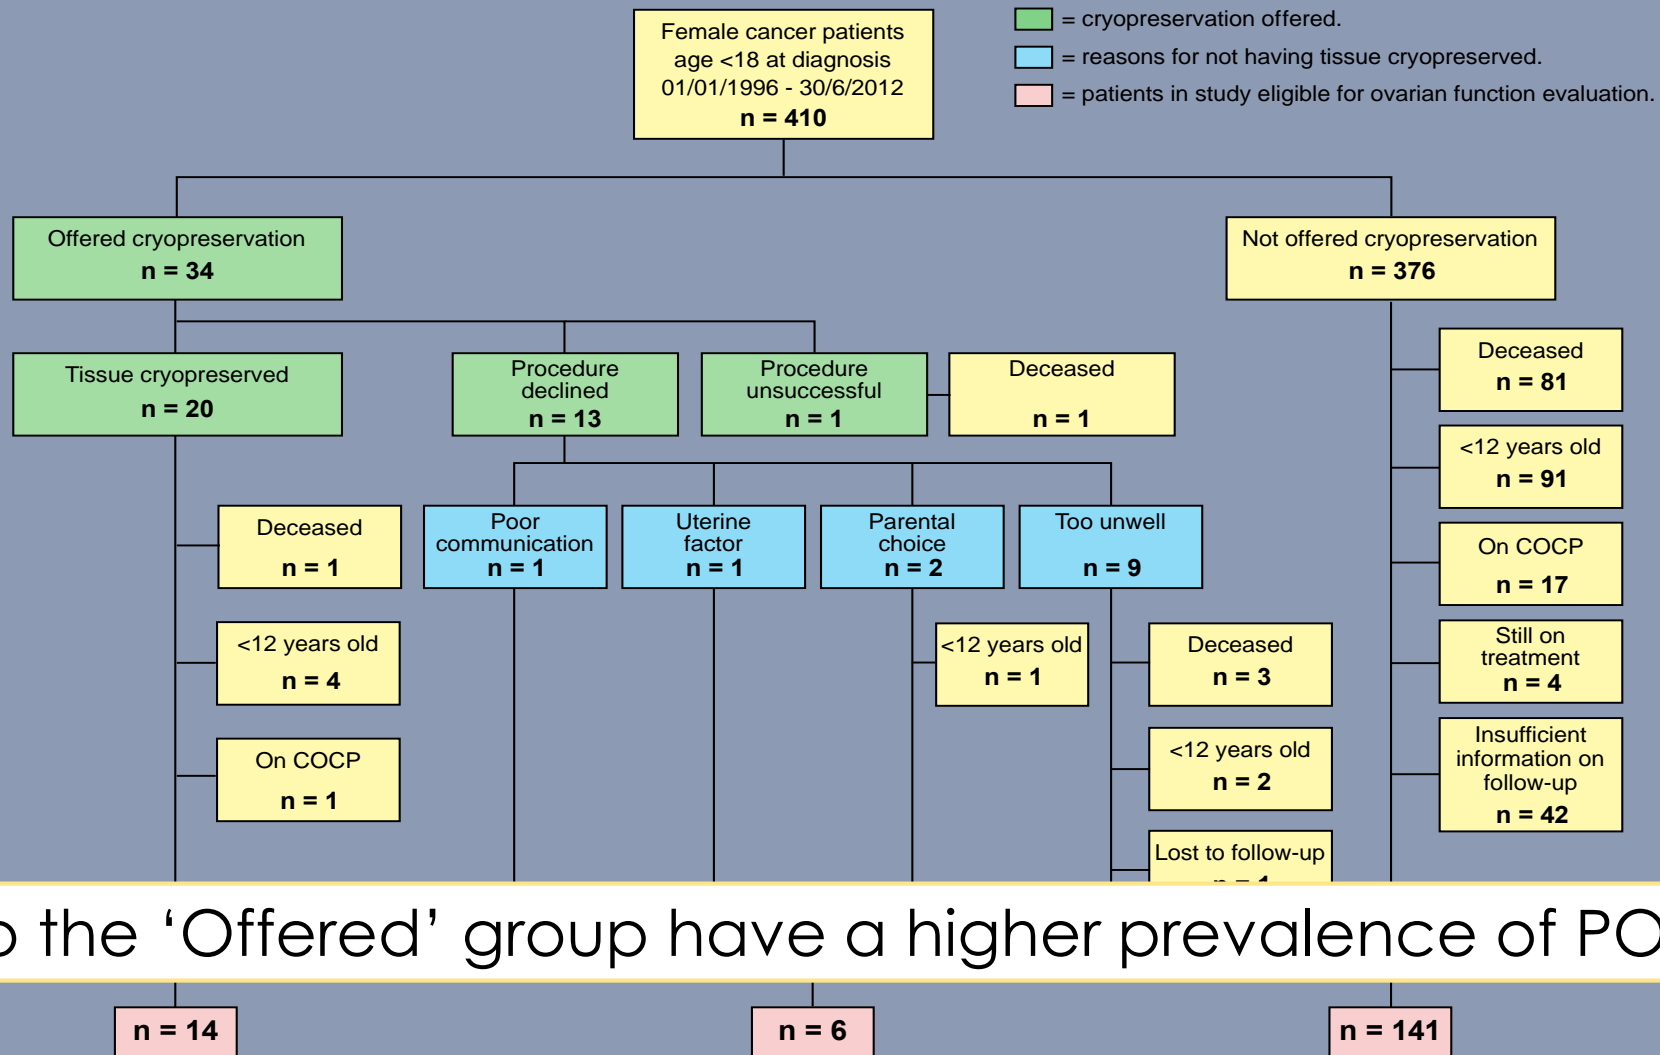 Female cancer patients
age <18 at diagnosis
01/01/1996 - 30/6/2012
n = 410
= cryopreservation offered.
= reasons for not having tissue cryopreserved.
= patients in study eligible for ovarian function evaluation.
Offered cryopreservation
n = 34
Not offered cryopreservation
n = 376
Tissue cryopreserved
n = 20
Procedure
declined
n = 13
Procedure
unsuccessful
n = 1
Deceased
n = 1
Deceased
n = 81
<12 years old
n = 91
On COCP
n = 17
Still on
treatment
n = 4
Insufficient
information on
follow-up
n = 42
Deceased
n = 1
<12 years old
n = 4
On COCP
n = 1
Poor
communication
n = 1
Uterine
factor
n = 1
Parental
choice
n = 2
Too unwell
n = 9
<12 years old
n = 1
Deceased
n = 3
<12 years old
n = 2
Lost to follow-up
n = 1
the ‘Offered’ group have a higher prevalence of
n = 14
n = 6
n = 141